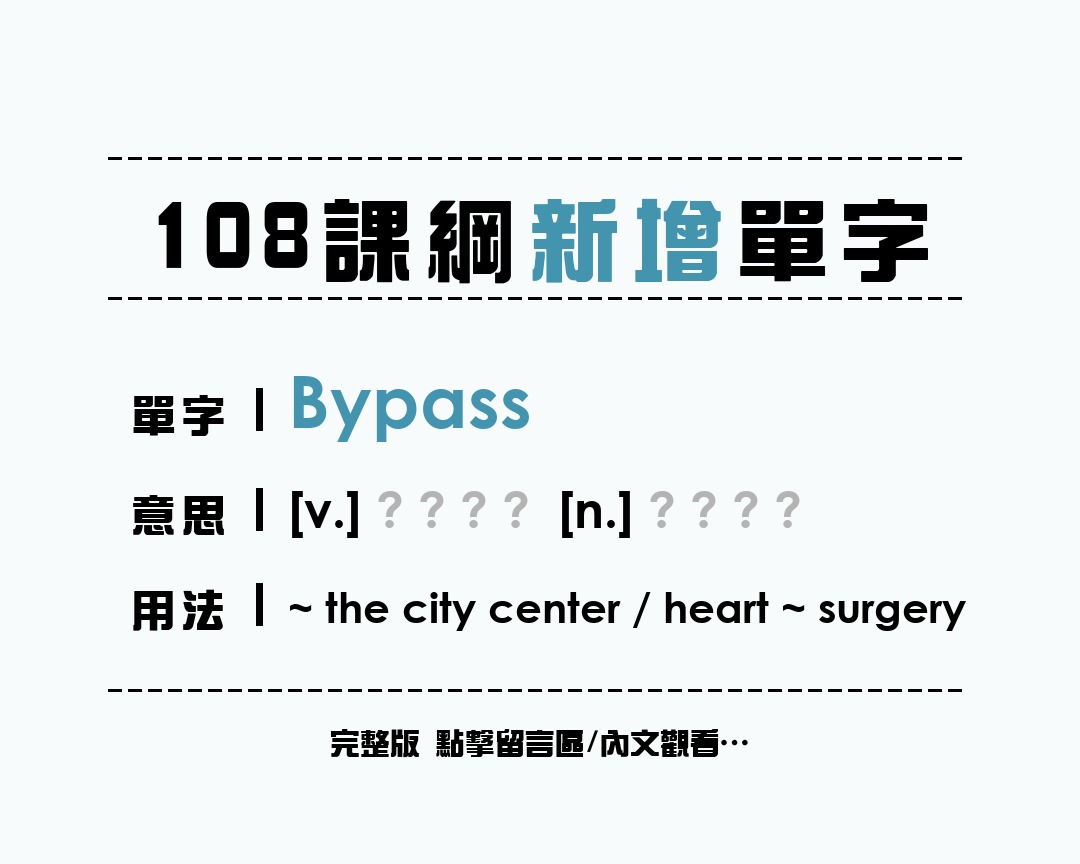 108課綱新增單字
單字 | Bypass
意思 | [v.] ???? [n.] ????
用法 | ~ the city center / heart ~ surgery
完整版 點擊留言區/內文觀看…